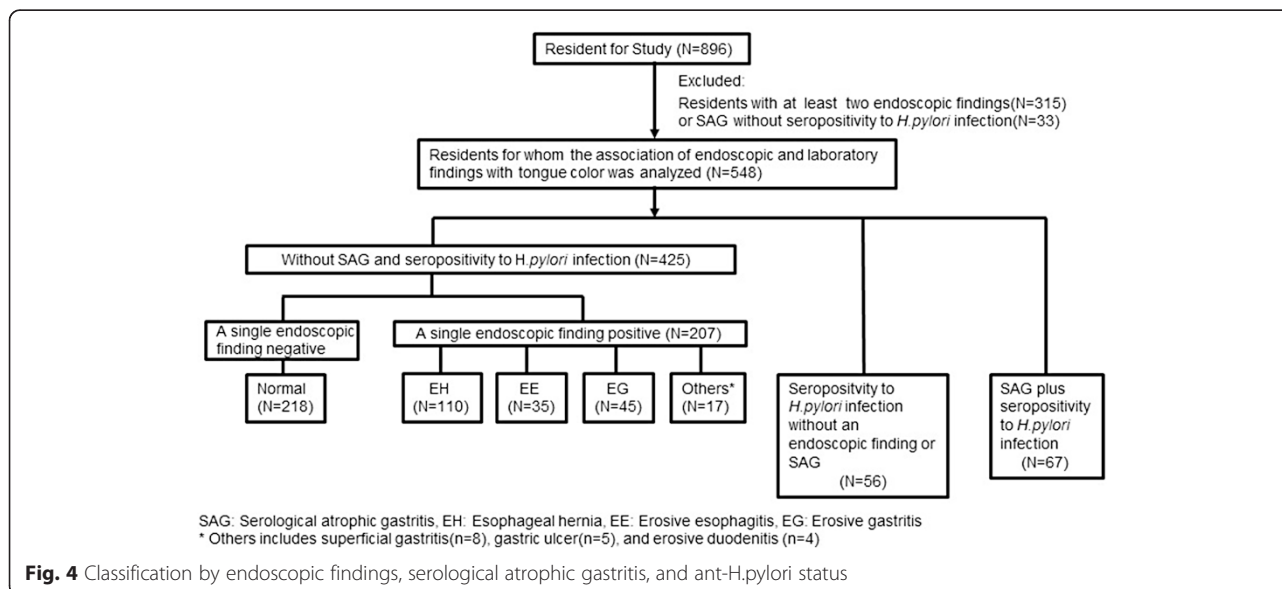 Resident for Study (N=896)
Excluded:
Residents with at least two endoscopic findings(N=315)
or SAG without seropositivity to H.pylori infection(N=33)
Residents for whom the association of endoscopic and laboratory
findings with tongue color was analyzed (N=548)
Without SAG and seropositivity to H.pylori infection (N=425)
A single endoscopic
finding negative
A single endoscopic finding positive (N=207)
Normal
(N=218)
EH
(N=110)
EE
(N=35)
EG
(N=45)
Others*
(N=17)
Seropositvity to
H.pylori infection
without an
endoscopic finding or
SAG
(N=56)
SAG plus
seropositivity
to H.pylori
infection
(N=67)
SAG: Serological atrophic gastritis, EH: Esophageal hernia, EE: Erosive esophagitis, EG: Erosive gastritis
* Others includes superficial gastritis(n=8), gastric ulcer(n=5), and erosive duodenitis (n=4)
Fig. 4 Classification by endoscopic findings, serological atrophic gastritis, and ant-H.pylori status